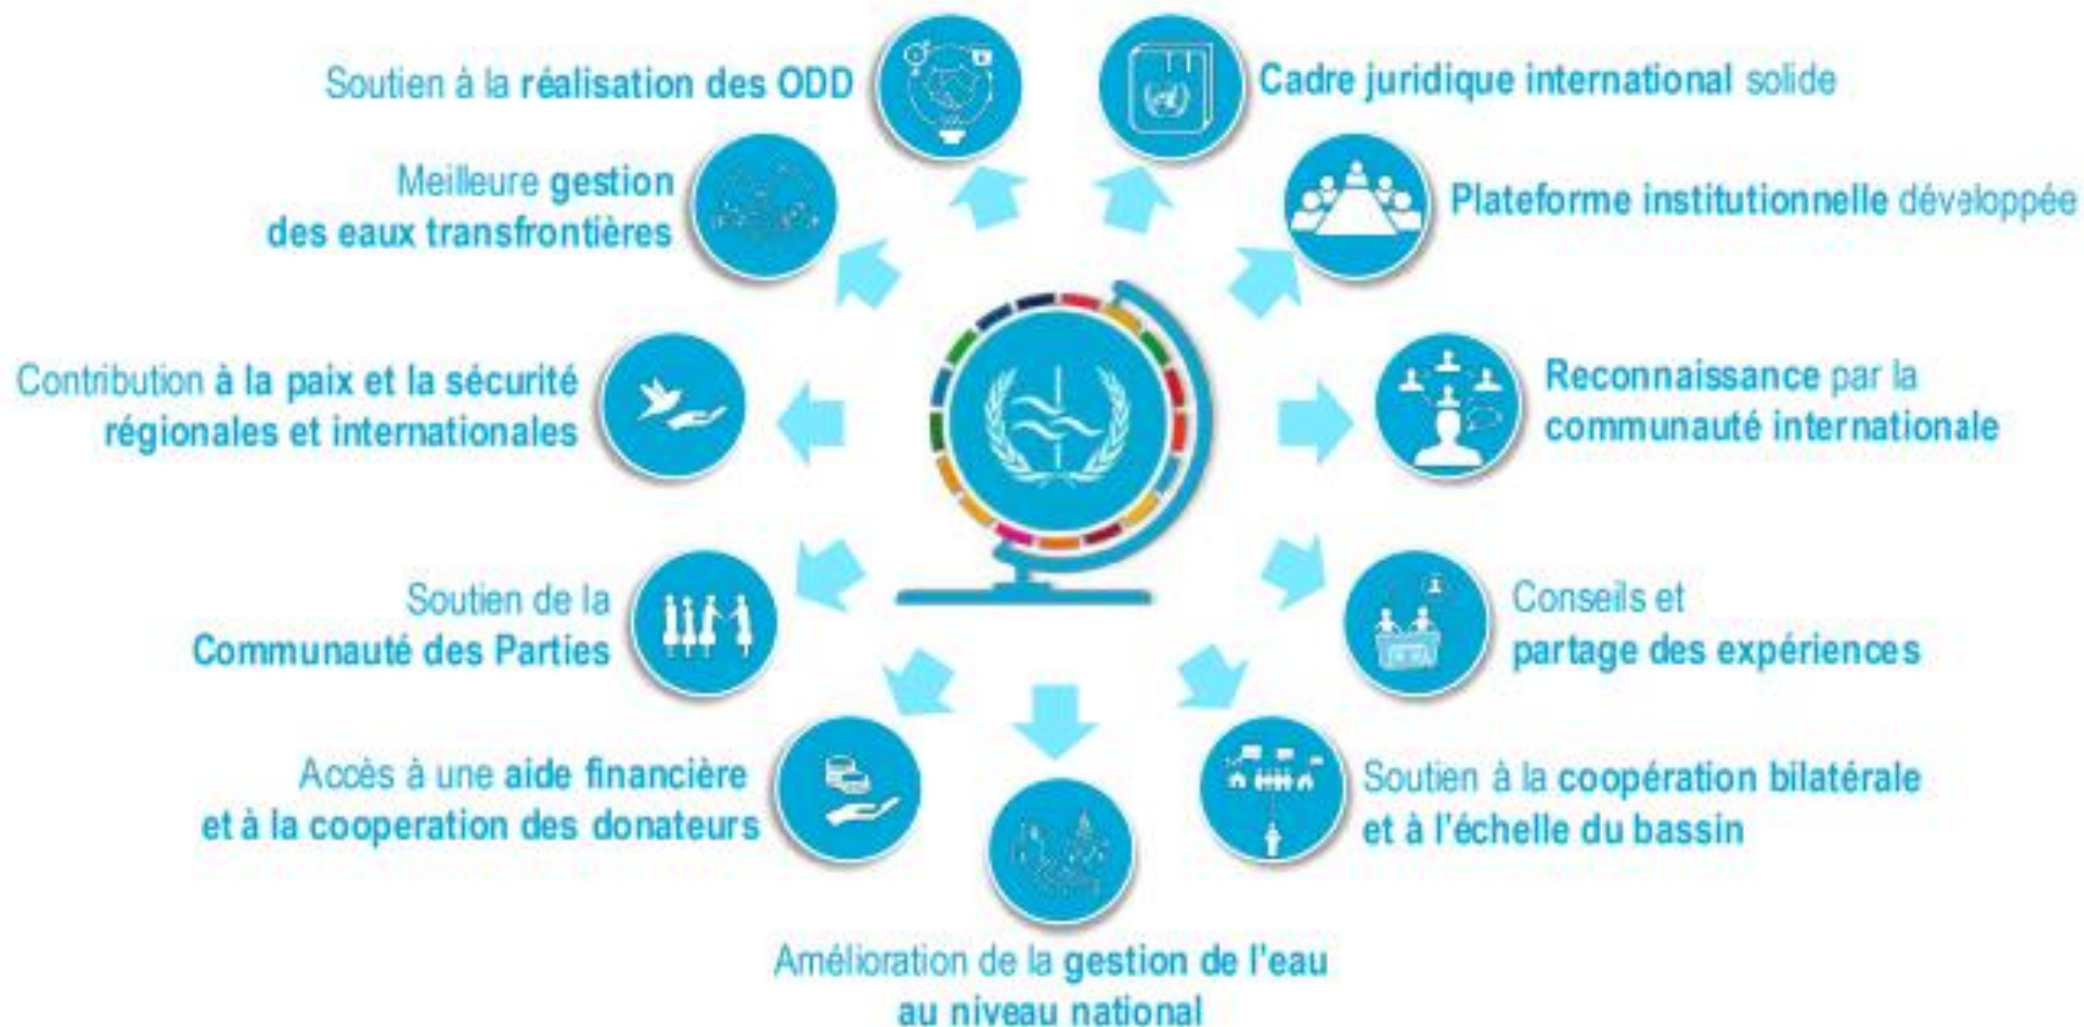 Soutien à la réalisation des ODD
Cadre juridique international solide
Meilleure gestion
des eaux transfrontières
Plateforme institutionnelle développée
Contribution à la paix et la sécurité
régionales et internationales
Reconnaissance par la
communauté internationale
Soutien de la
Communauté des Parties
Conseils et
partage des expériences
Accès à une aide financière
et à la cooperation des donateurs
Soutien à la coopération bilatérale
et à l'échelle du bassin
Amélioration de la gestion de l'eau
au niveau national